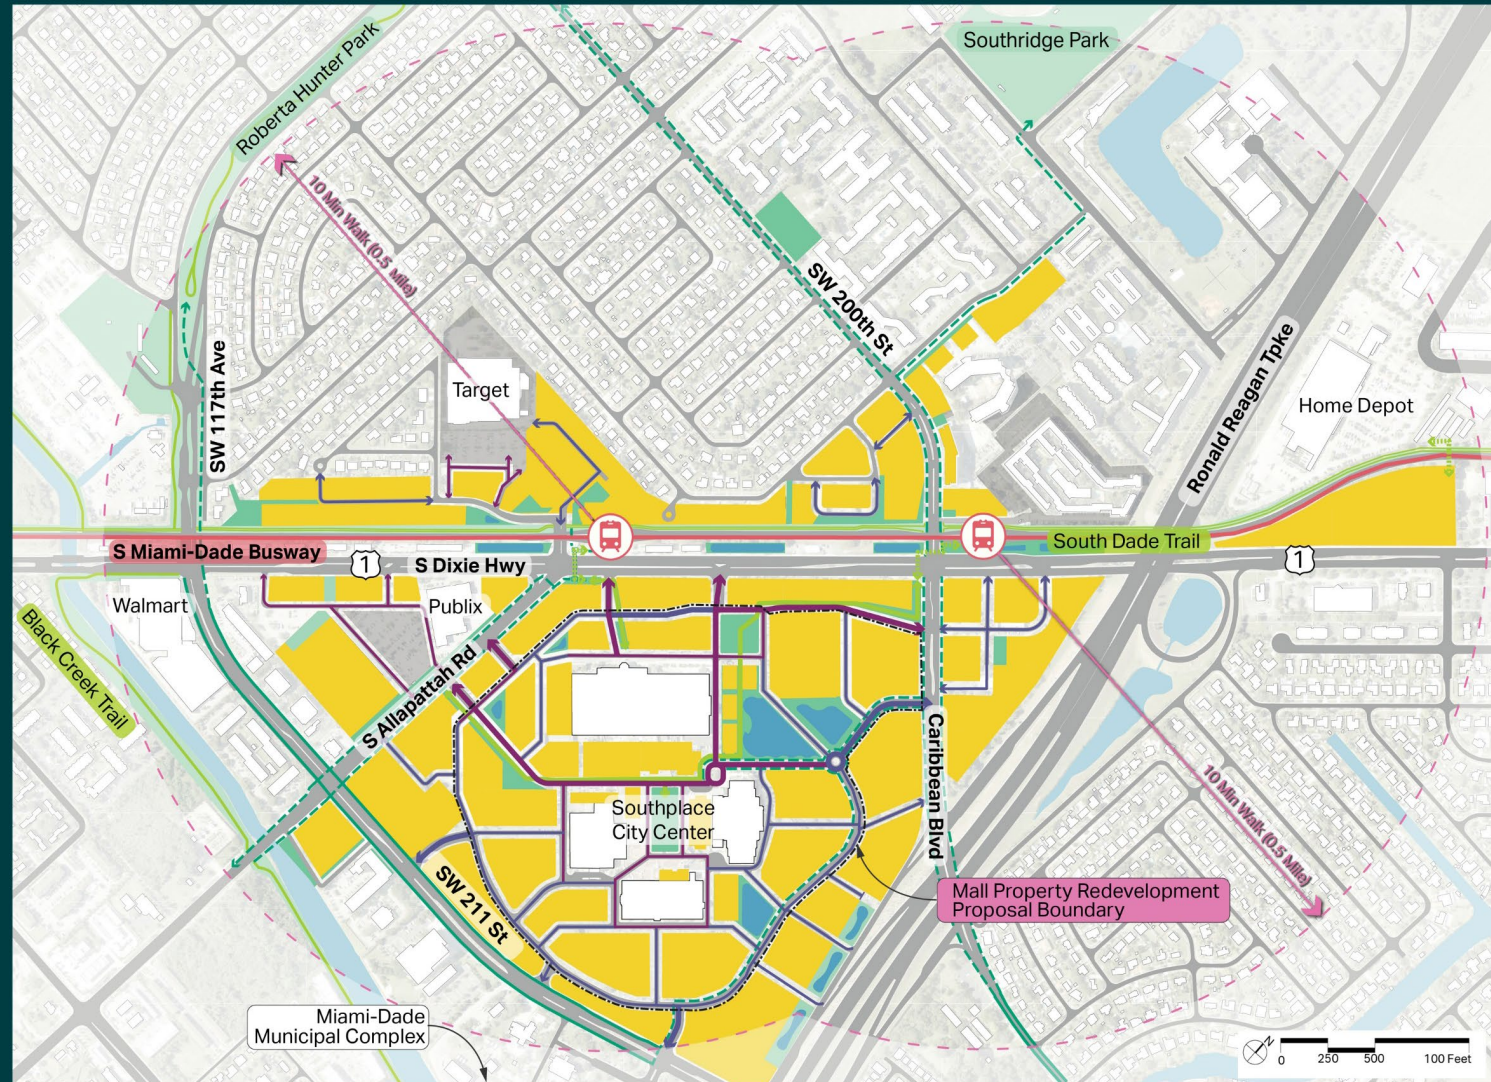 Roberta Hunter Park
Southridge Park
10 Min Walk (0.5 Mile)
SW 200th St
SW 117th Ave
Target
Ronald Reagan Tpke
Home Depot
S Miami-Dade Busway
1
S Dixie Hwy
South Dade Trail
1
Walmart
Publix
Black Creek Trail
S Allapattah Rd
Caribbean Blvd
10 Min Walk (0.5 Mile)
Southplace
City Center
SW 211 St
Mall Property Redevelopment
Proposal Boundary
Miami-Dade
Municipal Complex
N
0 250 500 100 Feet